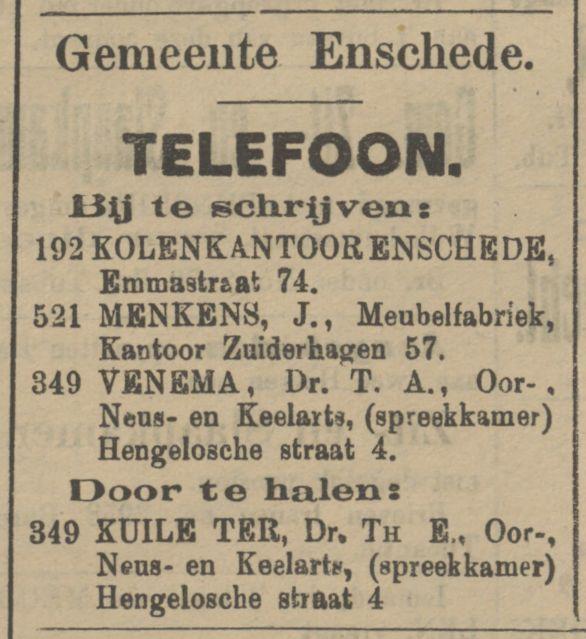 Gemeente Enschede.
TELEFOON.
Bij te schrijven:
192 KOLENKANTOOR ENSCHEDE,
Emmastraat 74.
521 MENKENS, J., Meubelfabriek,
Kantoor Zuiderhagen 57.
349 VENEMA, Dr. T. A., Oor-,
Neus- en Keelarts, (spreekkamer)
Hengelosche straat 4.
Door te halen:
349 KUILE TER, Dr. TH E., Oor-,
Neus- en Keelarts, (spreekkamer)
Hengelosche straat 4